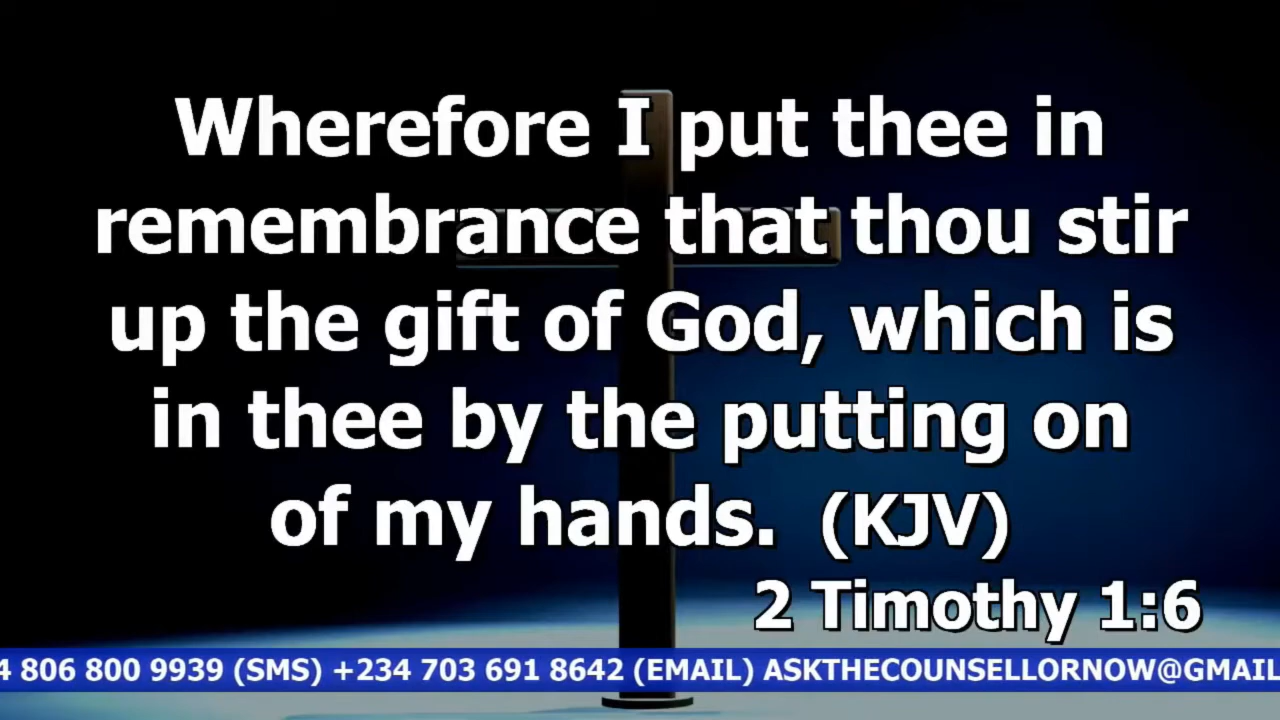 Wherefore I put thee in
remembrance that thou stir
up the gift of God, which is
in thee by the putting on
of my hands. (KJV)
2 Timothy 1:6
4 806 800 9939 (SMS) +234 703 691 8642 (EMAIL) ASKTHECOUNSELLORNOW@GMAIL